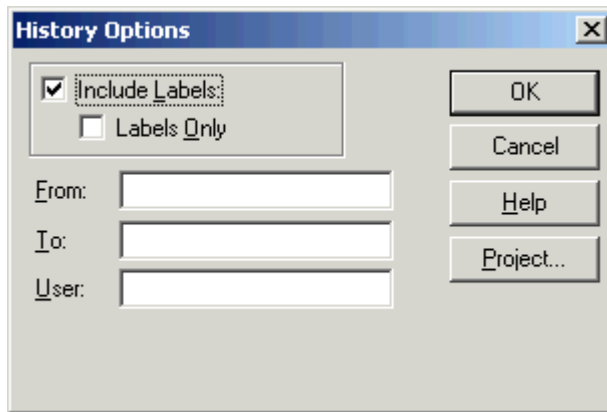 History Options
Include Labels:
Labels Only
OK
Cancel
From:
Help
To:
Project...
User: